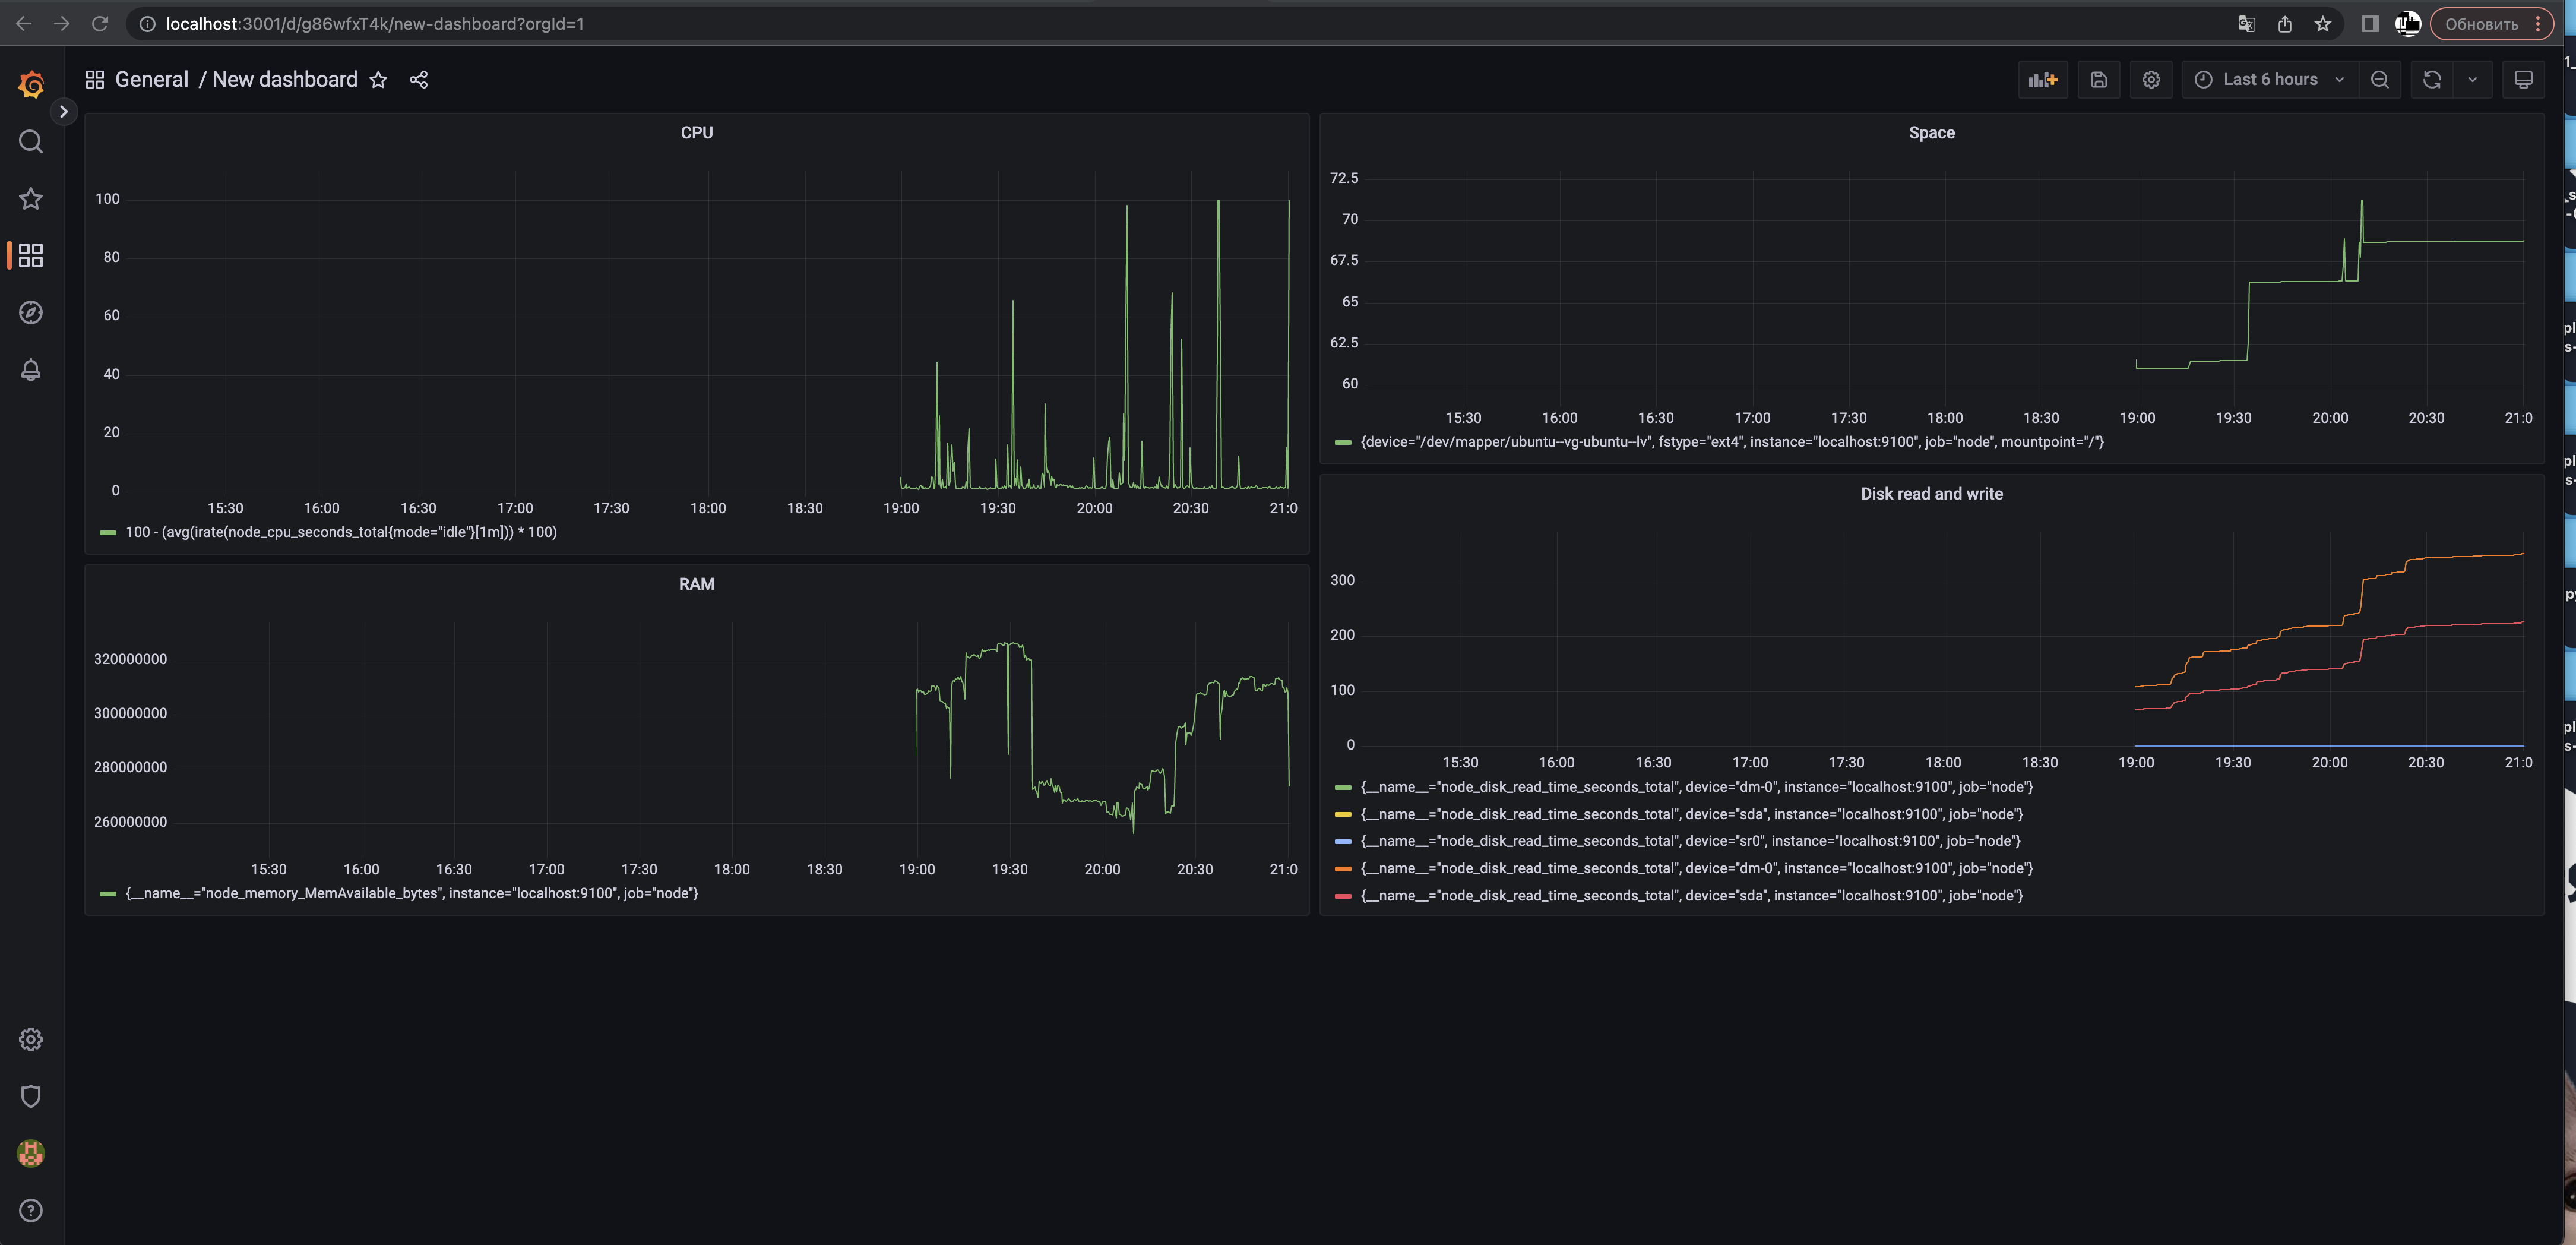 localhost:3001/d/g86wfxT4k/new-dashboard?orgId=1
Обновить
General / New dashboard
Last 6 hours
CPU
100
80
60
40
20
0
15:30 16:00 16:30 17:00 17:30 18:00 18:30 19:00 19:30 20:00 20:30 21:0
100 - (avg(irate(node_cpu_seconds_total{mode="idle"}[1m])) * 100)
Space
72.5
70
67.5
65
62.5
60
15:30 16:00 16:30 17:00 17:30 18:00 18:30 19:00 19:30 20:00 20:30 21:0
{device="/dev/mapper/ubuntu--vg-ubuntu--lv", fstype="ext4", instance="localhost:9100", job="node", mountpoint="/"}
RAM
320000000
300000000
280000000
260000000
15:30 16:00 16:30 17:00 17:30 18:00 18:30 19:00 19:30 20:00 20:30 21:0
{__name__="node_memory_MemAvailable_bytes", instance="localhost:9100", job="node"}
Disk read and write
300
200
100
0
15:30 16:00 16:30 17:00 17:30 18:00 18:30 19:00 19:30 20:00 20:30 21:0
{__name__="node_disk_read_time_seconds_total", device="dm-0", instance="localhost:9100", job="node"}
{__name__="node_disk_read_time_seconds_total", device="sda", instance="localhost:9100", job="node"}
{__name__="node_disk_read_time_seconds_total", device="sr0", instance="localhost:9100", job="node"}
{__name__="node_disk_read_time_seconds_total", device="dm-0", instance="localhost:9100", job="node"}
{__name__="node_disk_read_time_seconds_total", device="sda", instance="localhost:9100", job="node"}